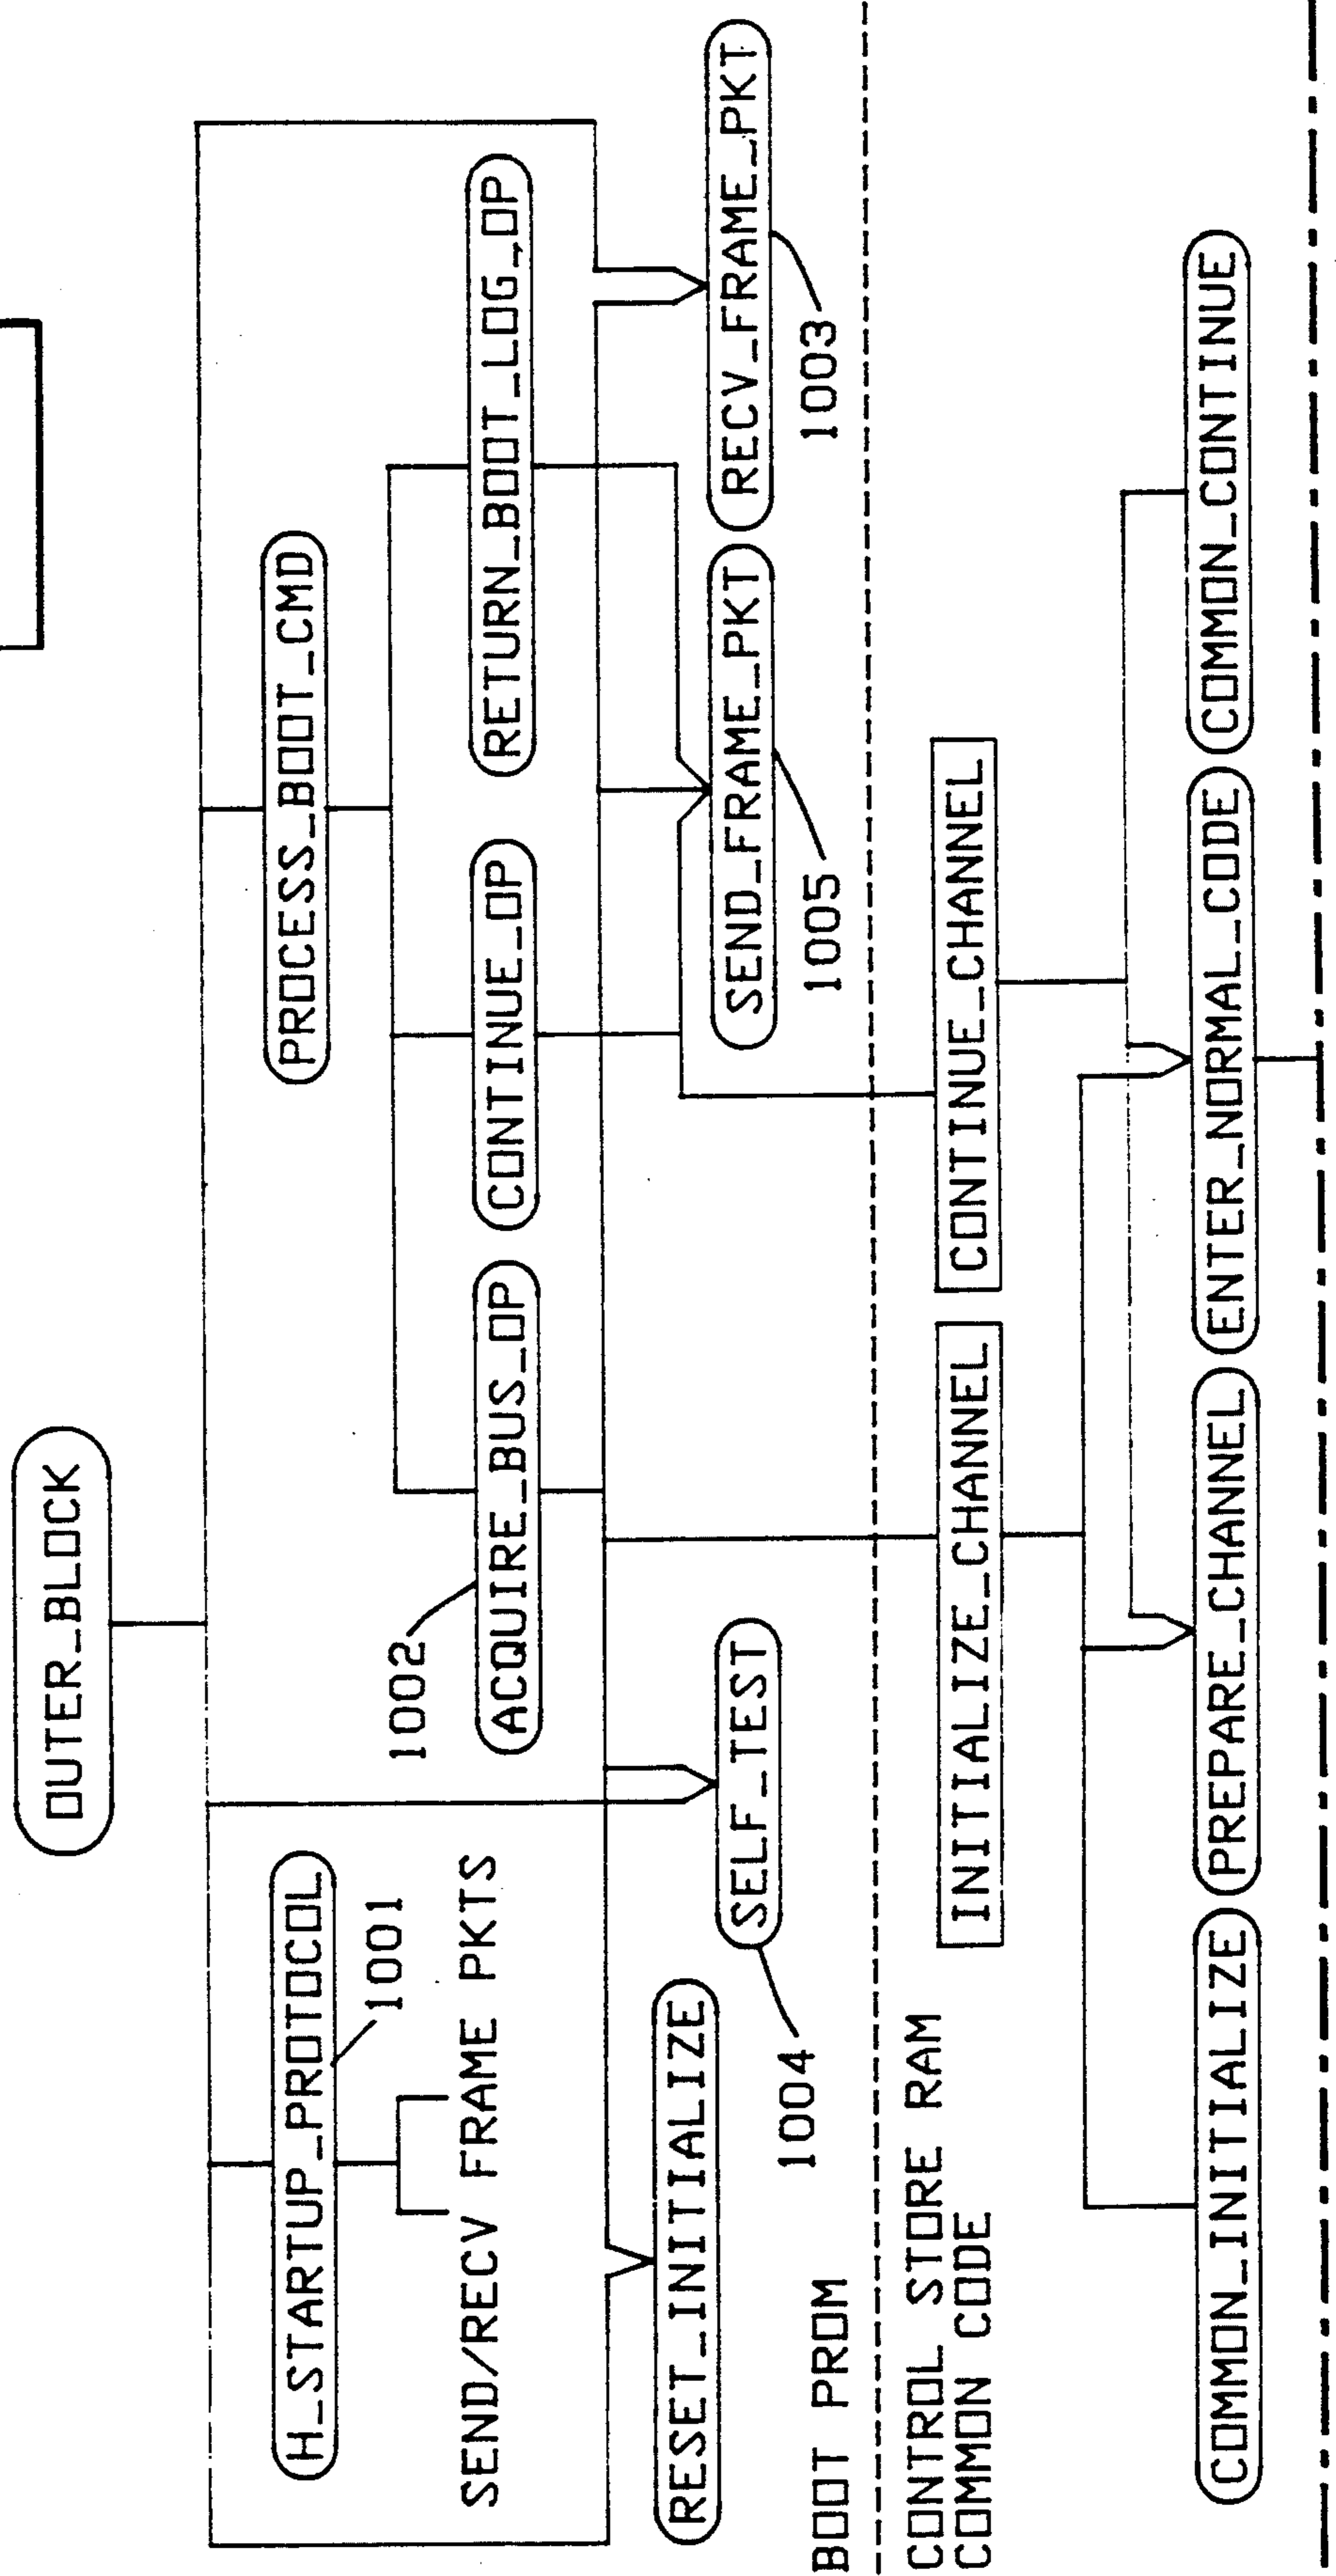 OUTER_BLOCK
H_STARTUP_PROTOCOL
PROCESS_BOOT_CMD
1001
1002
SEND/RECV FRAME PKTS
ACQUIRE_BUS_OP
CONTINUE_OP
RETURN_BOOT_LOG_OP
RESET_INITIALIZE
SELF_TEST
SEND_FRAME_PKT
RECV_FRAME_PKT
1004
1005
1003
BOOT PROM
CONTROL STORE RAM
COMMON CODE
INITIALIZE_CHANNEL
CONTINUE_CHANNEL
COMMON_INITIALIZE
PREPARE_CHANNEL
ENTER_NORMAL_CODE
COMMON_CONTINUE